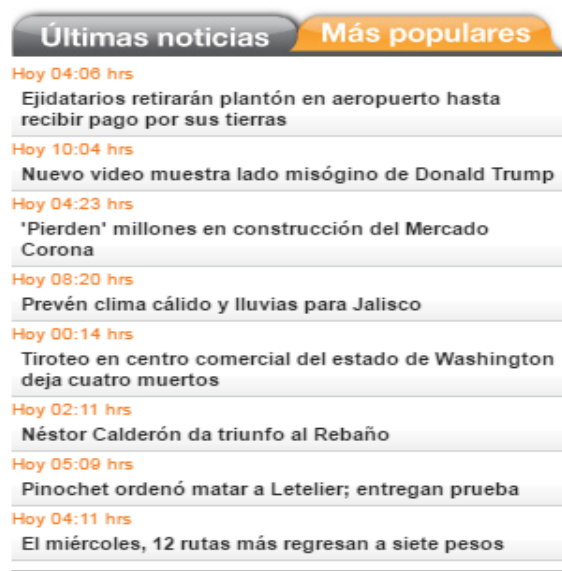 Últimas noticias
Más populares
Hoy 04:06 hrs
Ejidatarios retirarán plantón en aeropuerto hasta
recibir pago por sus tierras
Hoy 10:04 hrs
Nuevo video muestra lado misógino de Donald Trump
Hoy 04:23 hrs
'Pierden' millones en construcción del Mercado
Corona
Hoy 08:20 hrs
Prevén clima cálido y lluvias para Jalisco
Hoy 00:14 hrs
Tiroteo en centro comercial del estado de Washington
deja cuatro muertos
Hoy 02:11 hrs
Néstor Calderón da triunfo al Rebaño
Hoy 05:09 hrs
Pinochet ordenó matar a Letelier; entregan prueba
Hoy 04:11 hrs
El miércoles, 12 rutas más regresan a siete pesos